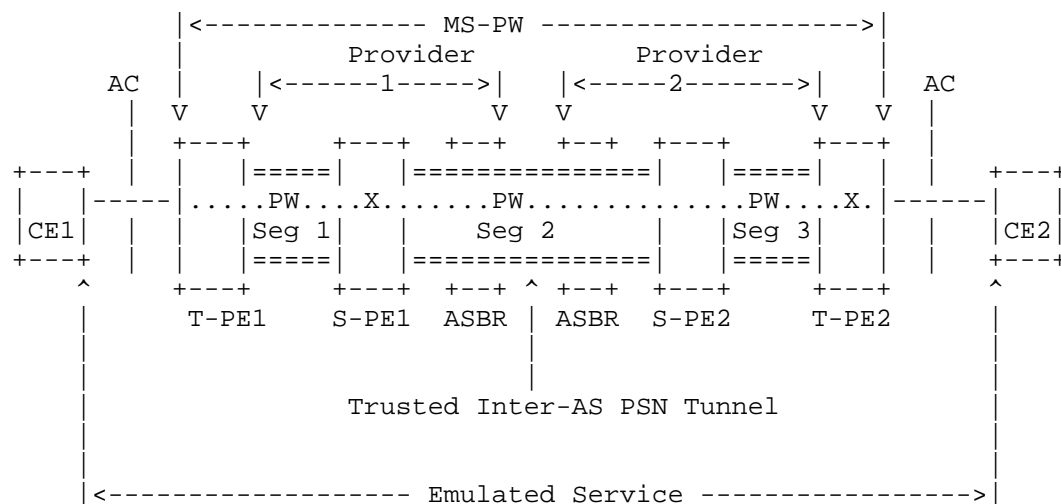 |<-------------- MS-PW -------------------->|
| Provider Provider |
AC | |<------1------>| |<-----2------->| | AC
| V V V V V V |
| +---+ +---+ +--+ +--+ +---+ +---+ |
+---+ | | |=====| |===============| |=====| | | +---+
| |-----|.....PW....X.......PW...............PW....X.|------| |
|CE1| | | |Seg 1| | Seg 2 | |Seg 3| | | |CE2|
+---+ | | |=====| |===============| |=====| | | +---+
^ +---+ +---+ +--+ ^ +--+ +---+ +---+ ^
| T-PE1 S-PE1 ASBR | ASBR S-PE2 T-PE2 |
| | |
| | |
| Trusted Inter-AS PSN Tunnel |
| |
| |
|<------------------- Emulated Service ---------------->|